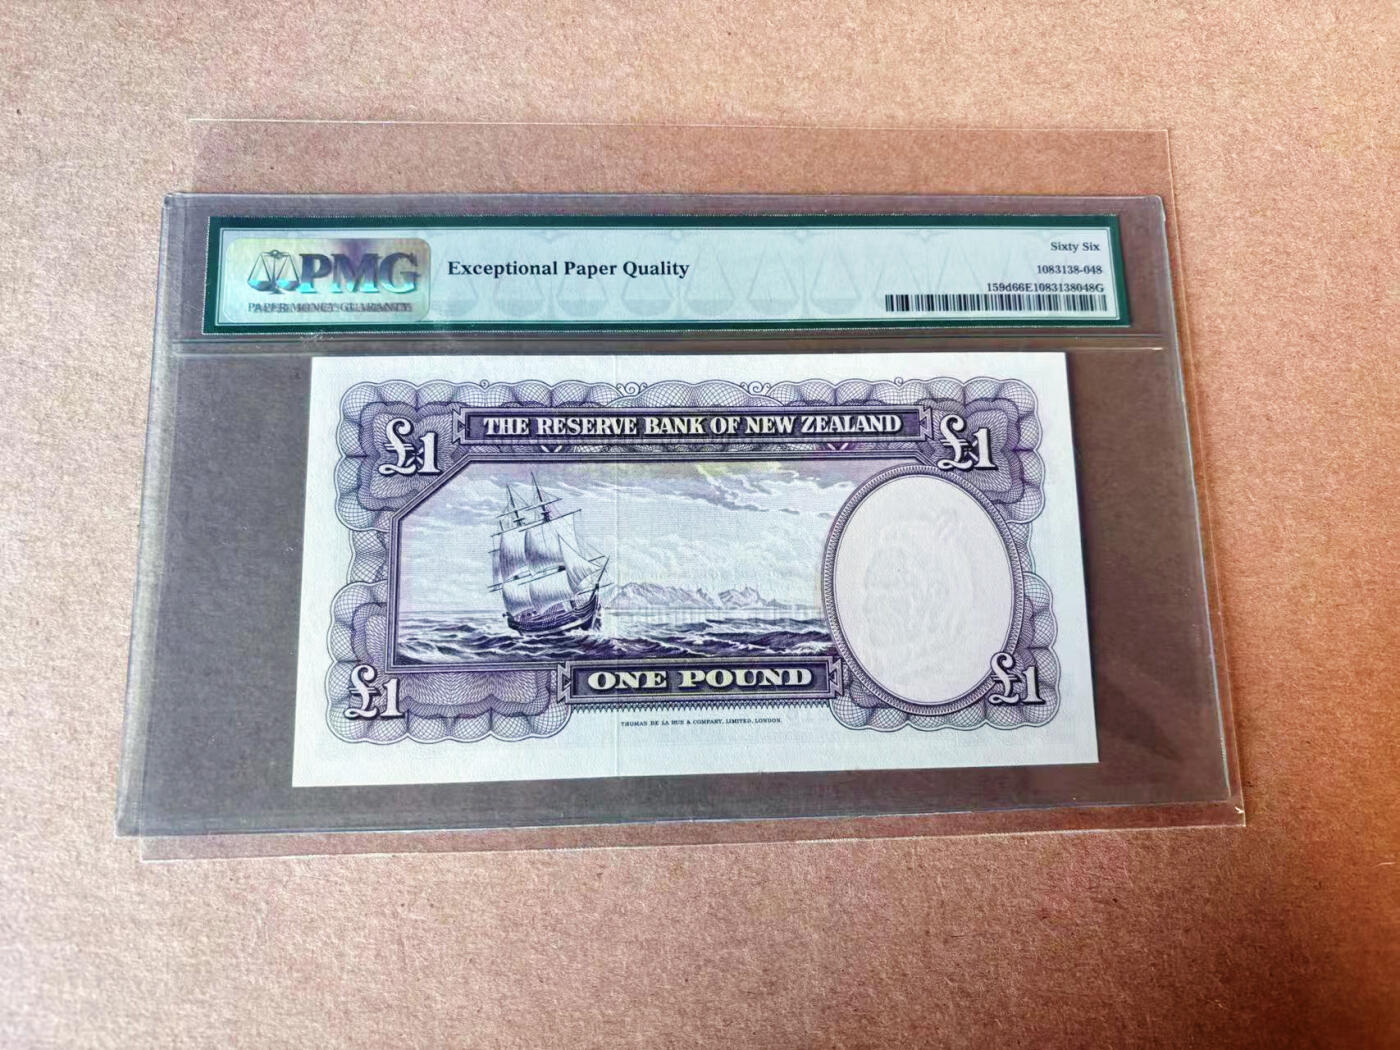 PMG
PAPER MONEY GUARANTY
Exceptional Paper Quality
Sixty Six
1083138-048
159d66E1083138048G
£1
THE RESERVE BANK OF NEW ZEALAND
£1
£1
ONE POUND
£1
THOMAS DE LA RUE & COMPANY, LIMITED, LONDON.